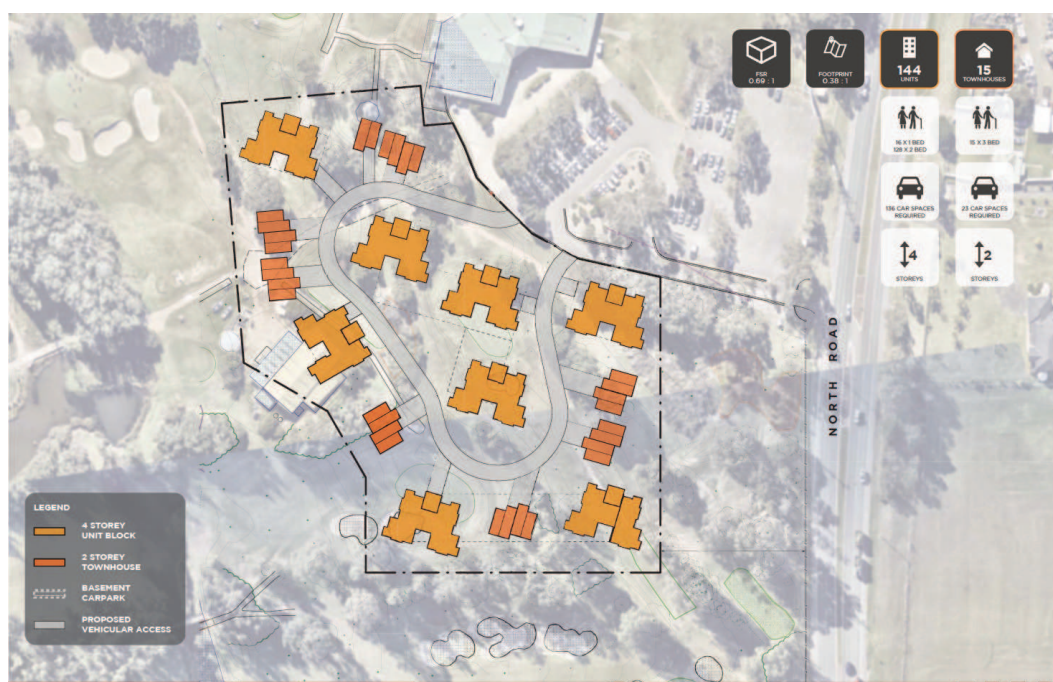 FSR
0.69 : 1
FOOTPRINT
0.38 : 1
144
UNITS
15
TOWNHOUSES
16 X 1 BED
128 X 2 BED
15 X 3 BED
136 CAR SPACES
REQUIRED
23 CAR SPACES
REQUIRED
4
STOREYS
2
STOREYS
NORTH ROAD
LEGEND
4 STOREY
UNIT BLOCK
2 STOREY
TOWNHOUSE
BASEMENT
CARPARK
PROPOSED
VEHICULAR ACCESS